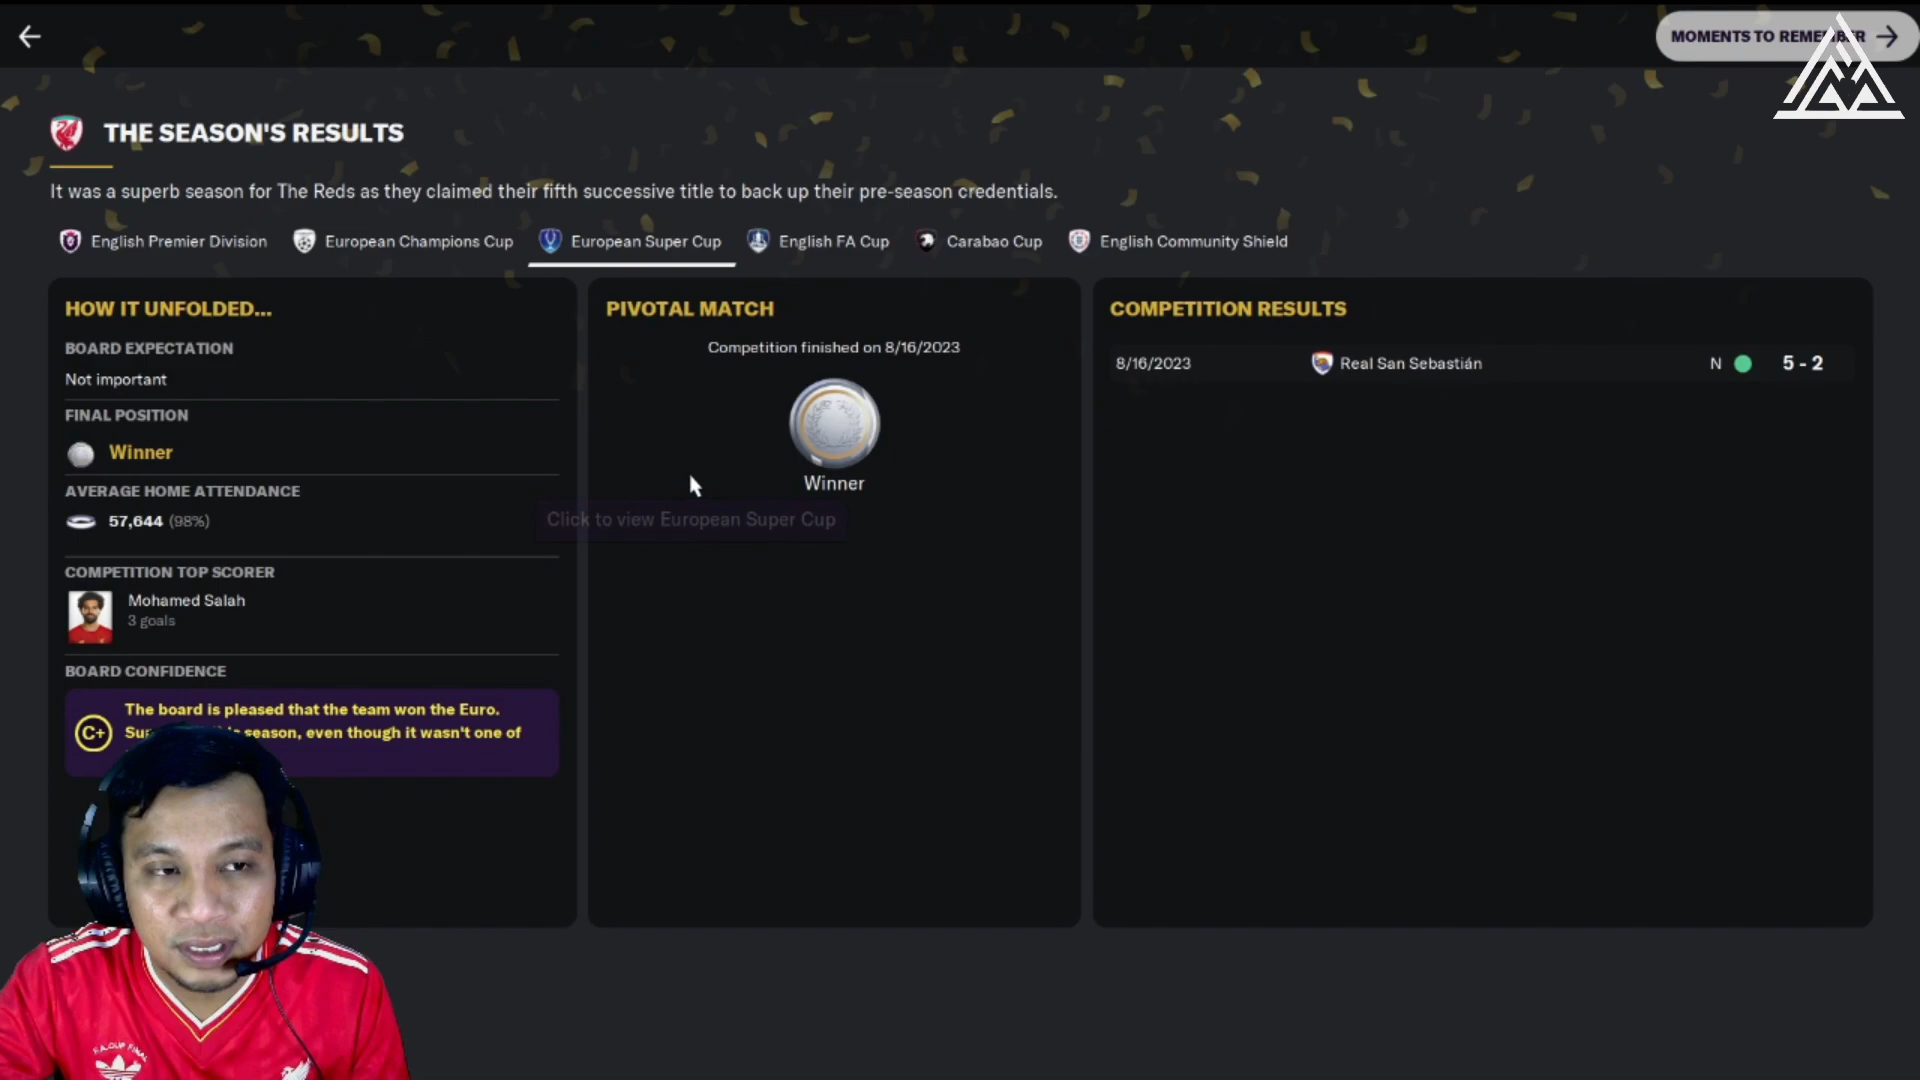 MOMENTS TO REMEMBER
THE SEASON'S RESULTS
It was a superb season for The Reds as they claimed their fifth successive title to back up their pre-season credentials.
English Premier Division European Champions Cup European Super Cup English FA Cup Carabao Cup English Community Shield
HOW IT UNFOLDED...
BOARD EXPECTATION
Not important
FINAL POSITION
Winner
AVERAGE HOME ATTENDANCE
57,644 (98%)
COMPETITION TOP SCORER
Mohamed Salah
3 goals
BOARD CONFIDENCE
C+
The board is pleased that the team won the Euro.
season, even though it wasn't one of
PIVOTAL MATCH
Competition finished on 8/16/2023
Winner
Click to view European Super Cup
COMPETITION RESULTS
8/16/2023 Real San Sebastián N 5 - 2
F.A. CUP FINAL